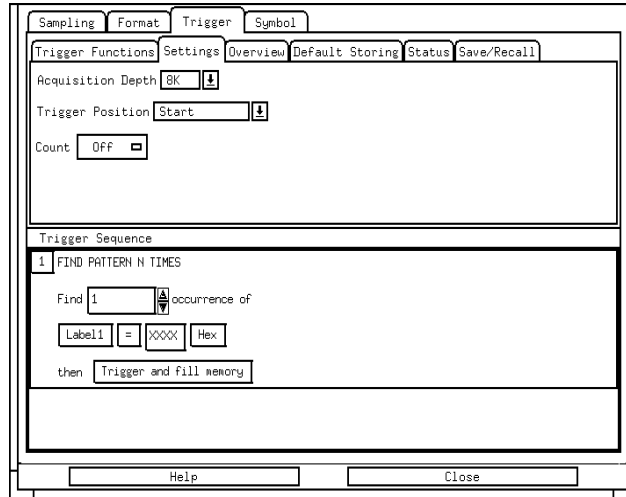 Sampling Format Trigger Symbol
Trigger Functions Settings Overview Default Storing Status Save/Recall
Acquisition Depth 8K
Trigger Position Start
Count Off
Trigger Sequence
1 FIND PATTERN N TIMES
Find 1 occurrence of
Label1 = XXXX Hex
then Trigger and fill memory
Help Close